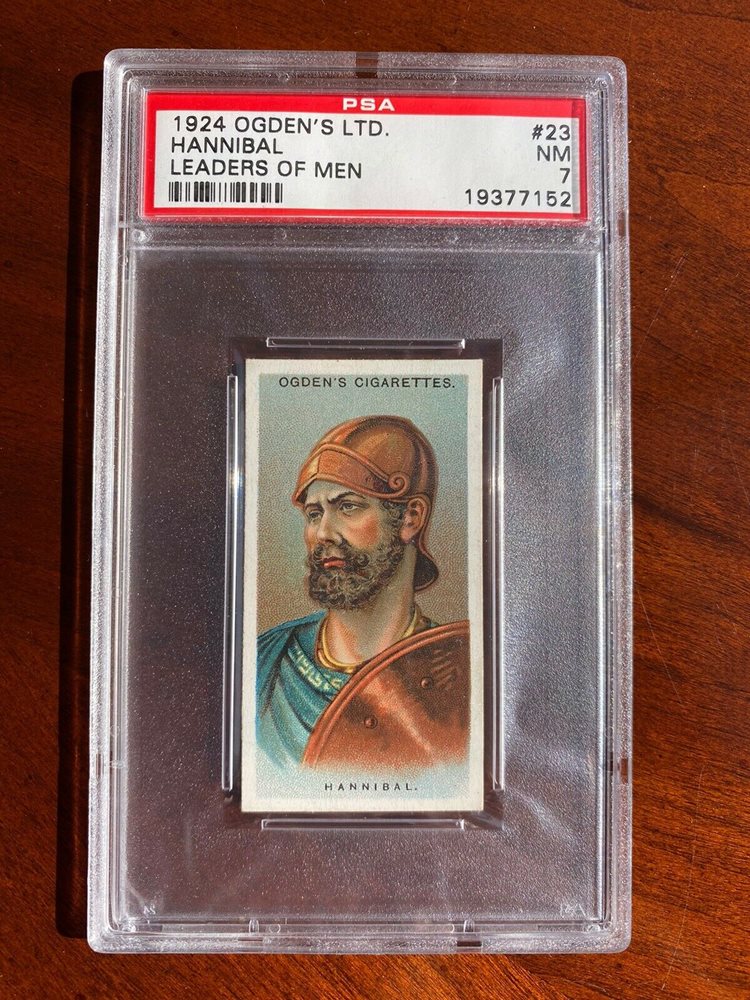 PSA
1924 OGDEN'S LTD. #23
HANNIBAL NM
LEADERS OF MEN 7
19377152
OGDEN'S CIGARETTES.
HANNIBAL.